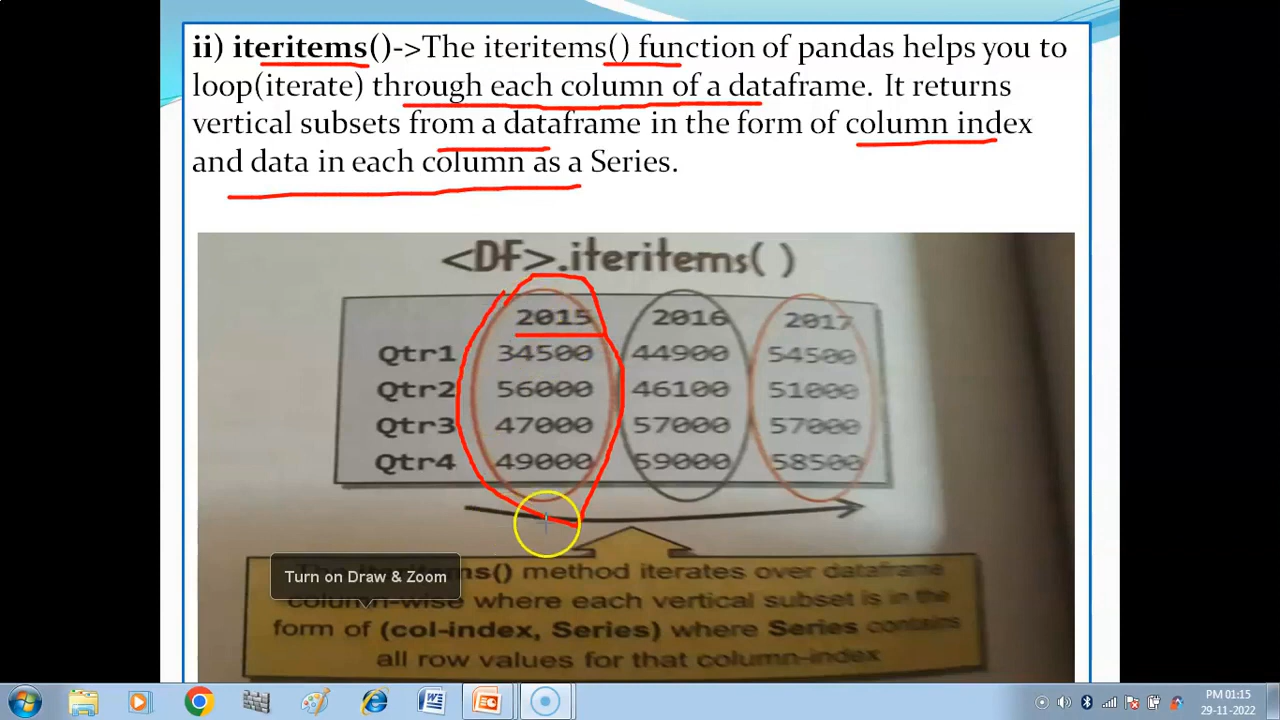 ii) iteritems()->The iteritems() function of pandas helps you to
loop(iterate) through each column of a dataframe. It returns
vertical subsets from a dataframe in the form of column index
and data in each column as a Series.
<DF>.iteritems( )
2015 2016 2017
Qtr1 34500 44900 54500
Qtr2 56000 46100 51000
Qtr3 47000 57000 57000
Qtr4 49000 59000 58500
Turn on Draw & Zoom
() method iterates over dataframe
column-wise where each vertical subset is in the
form of (col-index, Series) where Series contains
all row values for that column-index
PM 01:15
29-11-2022